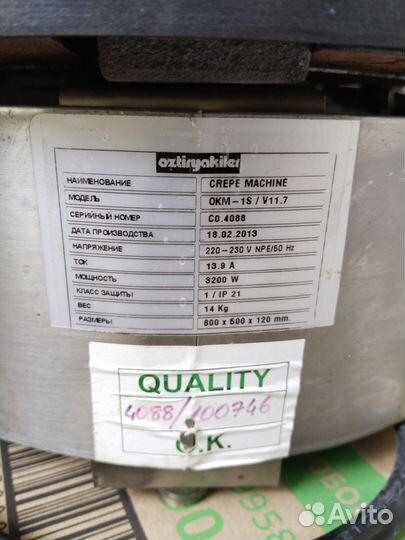 öztiryakiler
НАИМЕНОВАНИЕ CREPE MACHINE
МОДЕЛЬ OKM-1S / V11.7
СЕРИЙНЫЙ НОМЕР C0.4088
ДАТА ПРОИЗВОДСТВА 18.02.2013
НАПРЯЖЕНИЕ 220-230 V NPE/50 Hz
ТОК 13.9 A
МОЩНОСТЬ 3200 W
КЛАСС ЗАЩИТЫ 1 / IP 21
ВЕС 14 Kg
РАЗМЕРЫ 800 x 500 x 120 mm.
QUALITY
4088/100746
O.K.
Avito